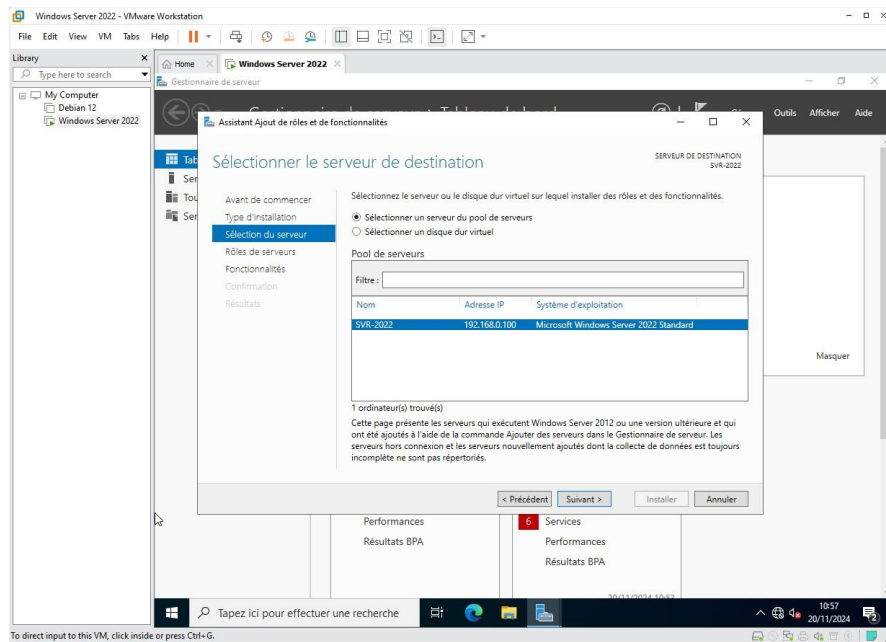 Windows Server 2022 - VMware Workstation
File Edit View VM Tabs Help
Library
Type here to search
My Computer
Debian 12
Windows Server 2022
Home
Windows Server 2022
Gestionnaire de serveur
Outils Afficher Aide
Assistant Ajout de rôles et de fonctionnalités
Sélectionner le serveur de destination
SERVEUR DE DESTINATION
SVR-2022
Avant de commencer
Type d'installation
Sélection du serveur
Rôles de serveurs
Fonctionnalités
Confirmation
Résultats
Sélectionnez le serveur ou le disque dur virtuel sur lequel installer des rôles et des fonctionnalités.
Sélectionner un serveur du pool de serveurs
Sélectionner un disque dur virtuel
Pool de serveurs
Filtre :
Nom Adresse IP Système d'exploitation
SVR-2022 192.168.0.100 Microsoft Windows Server 2022 Standard
1 ordinateur(s) trouvé(s)
Cette page présente les serveurs qui exécutent Windows Server 2012 ou une version ultérieure et qui
ont été ajoutés à l'aide de la commande Ajouter des serveurs dans le Gestionnaire de serveur. Les
serveurs hors connexion et les serveurs nouvellement ajoutés dont la collecte de données est toujours
incomplète ne sont pas répertoriés.
< Précédent Suivant > Installer Annuler
Masquer
Performances
Résultats BPA
6 Services
Performances
Résultats BPA
Tapez ici pour effectuer une recherche
10:57
20/11/2024
2
To direct input to this VM, click inside or press Ctrl+G.